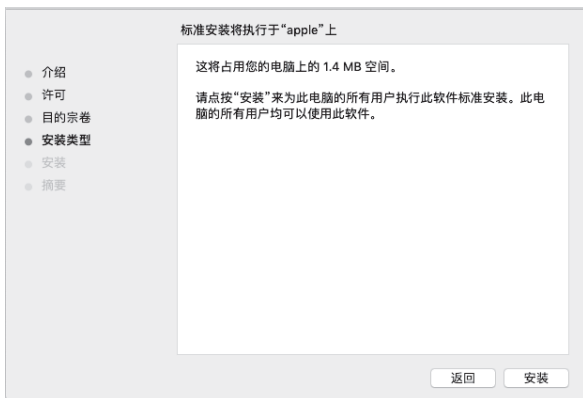 标准安装将执行于“apple”上
介绍
许可
目的宗卷
安装类型
安装
摘要
这将占用您的电脑上的 1.4 MB 空间。
请点按“安装”来为此电脑的所有用户执行此软件标准安装。此电
脑的所有用户均可以使用此软件。
返回
安装